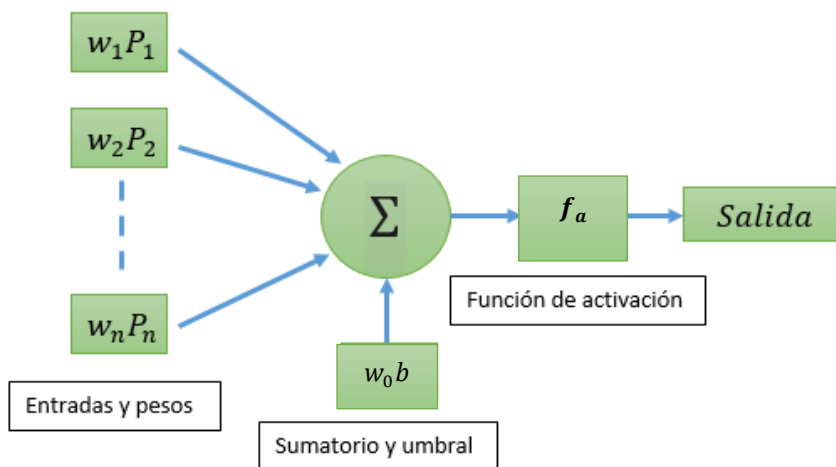 w₁P₁
w₂P₂
wₙPₙ
Entradas y pesos
Σ
w₀b
Sumatorio y umbral
fₐ
Función de activación
Salida